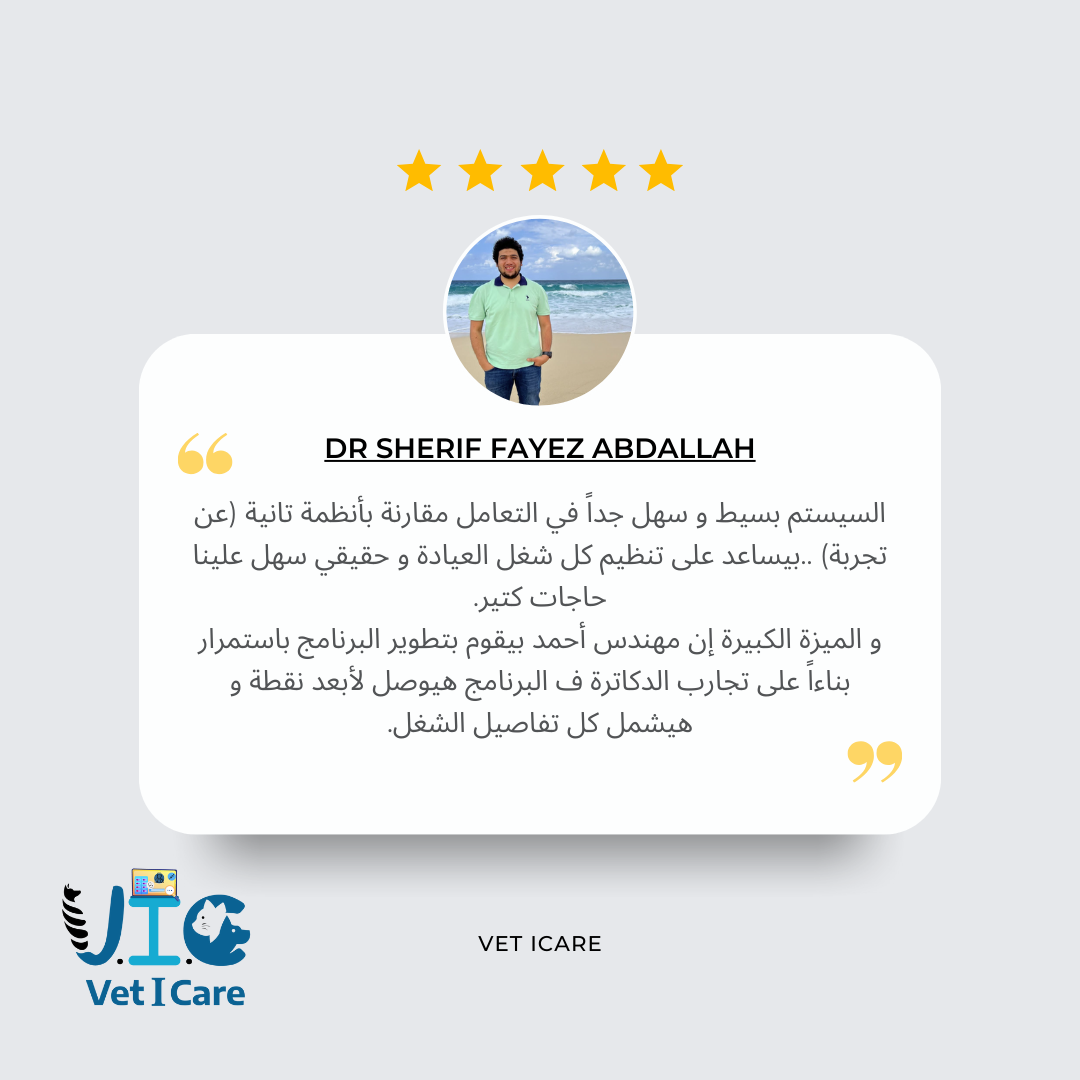 DR SHERIF FAYEZ ABDALLAH
السيستم بسيط و سهل جداً في التعامل مقارنة بأنظمة تانية (عن
تجربة) ..بيساعد على تنظيم كل شغل العيادة و حقيقي سهل علينا
حاجات كتير.
و الميزة الكبيرة إن مهندس أحمد بيقوم بتطوير البرنامج باستمرار
بناءاً على تجارب الدكاترة ف البرنامج هيوصل لأبعد نقطة و
هيشمل كل تفاصيل الشغل.
V.I.C
Vet I Care
VET ICARE